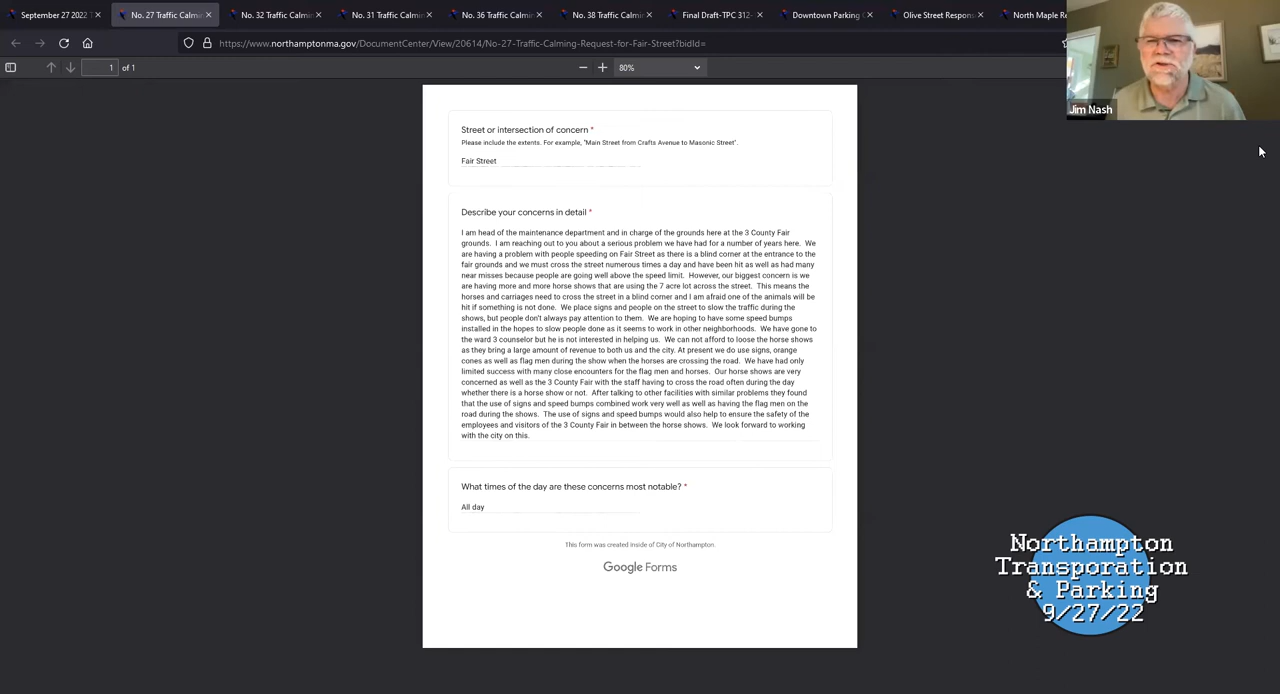 September 27 2022 T
No. 27 Traffic Calmin
No. 32 Traffic Calmin
No. 31 Traffic Calmin
No. 36 Traffic Calmin
No. 38 Traffic Calmin
Final Draft-TPC 312-
Downtown Parking
Olive Street Respons
North Maple Re
https://www.northamptonma.gov/DocumentCenter/View/20614/No-27-Traffic-Calming-Request-for-Fair-Street?bidId=
1 of 1
80%
Jim Nash
Street or intersection of concern *
Please include the extents. For example, "Main Street from Crafts Avenue to Masonic Street".
Fair Street
Describe your concerns in detail *
I am head of the maintenance department and in charge of the grounds here at the 3 County Fair
grounds. I am reaching out to you about a serious problem we have had for a number of years here. We
are having a problem with people speeding on Fair Street as there is a blind corner at the entrance to the
fair grounds and we must cross the street numerous times a day and have been hit as well as had many
near misses because people are going well above the speed limit. However, our biggest concern is we
are having more and more horse shows that are using the 7 acre lot across the street. This means the
horses and carriages need to cross the street in a blind corner and I am afraid one of the animals will be
hit if something is not done. We place signs and people on the street to slow the traffic during the
shows, but people don't always pay attention to them. We are hoping to have some speed bumps
installed in the hopes to slow people done as it seems to work in other neighborhoods. We have gone to
the ward 3 counselor but he is not interested in helping us. We can not afford to loose the horse shows
as they bring a large amount of revenue to both us and the city. At present we do use signs, orange
cones as well as flag men during the show when the horses are crossing the road. We have had only
limited success with many close encounters for the flag men and horses. Our horse shows are very
concerned as well as the 3 County Fair with the staff having to cross the road often during the day
whether there is a horse show or not. After talking to other facilities with similar problems they found
that the use of signs and speed bumps combined work very well as well as having the flag men on the
road during the shows. The use of signs and speed bumps would also help to ensure the safety of the
employees and visitors of the 3 County Fair in between the horse shows. We look forward to working
with the city on this.
What times of the day are these concerns most notable? *
All day
This form was created inside of City of Northampton.
Google Forms
Northampton
Transporation
& Parking
9/27/22